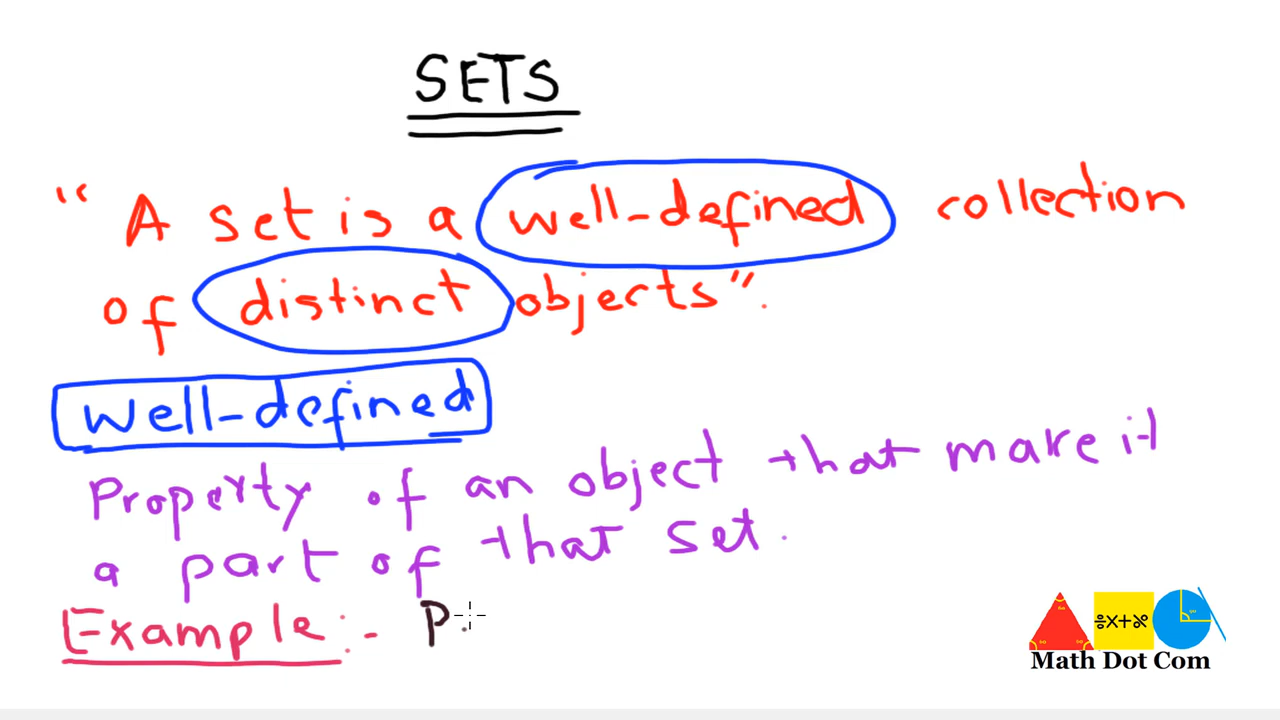 SETS
" A set is a well-defined collection
of distinct objects".
well-defined
Property of an object that make it
a part of that set.
Example :- P
÷x+
Math Dot Com